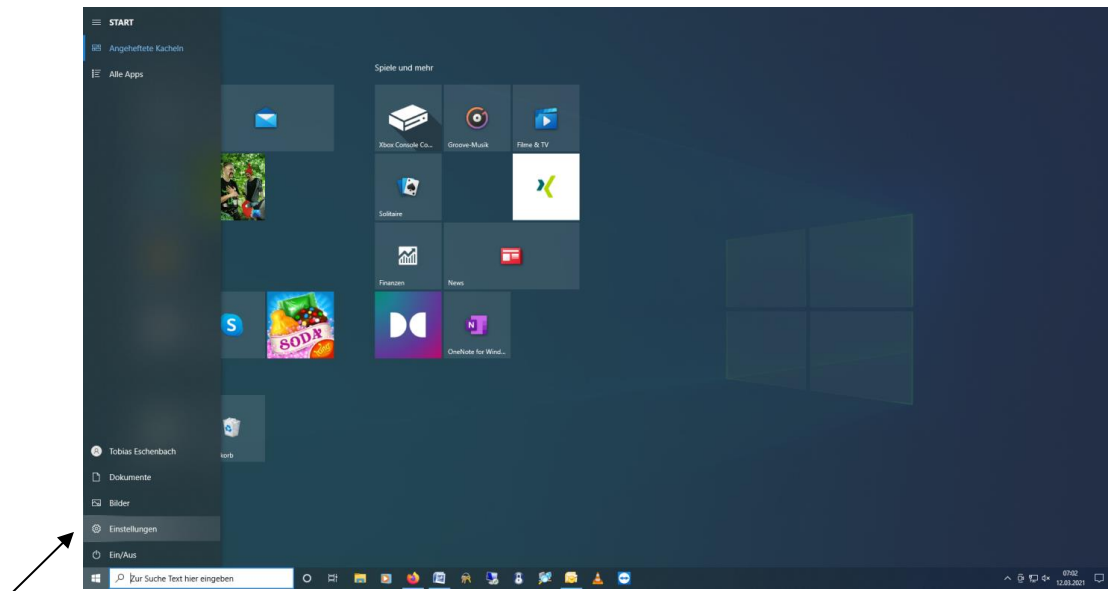 START
Angeheftete Kacheln
Alle Apps
Spiele und mehr
Xbox Console Co...
Groove-Musik
Filme & TV
Solitaire
Finanzen
News
S
SODA
N
OneNote for Wind...
Tobias Eschenbach
korb
Dokumente
Bilder
Einstellungen
Ein/Aus
Zur Suche Text hier eingeben
07:02
12.03.2021